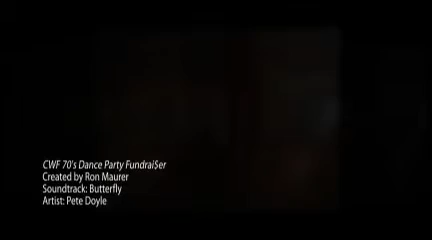 CWF 70's Dance Party Fundrai$er
Created by Ron Maurer
Soundtrack: Butterfly
Artist: Pete Doyle